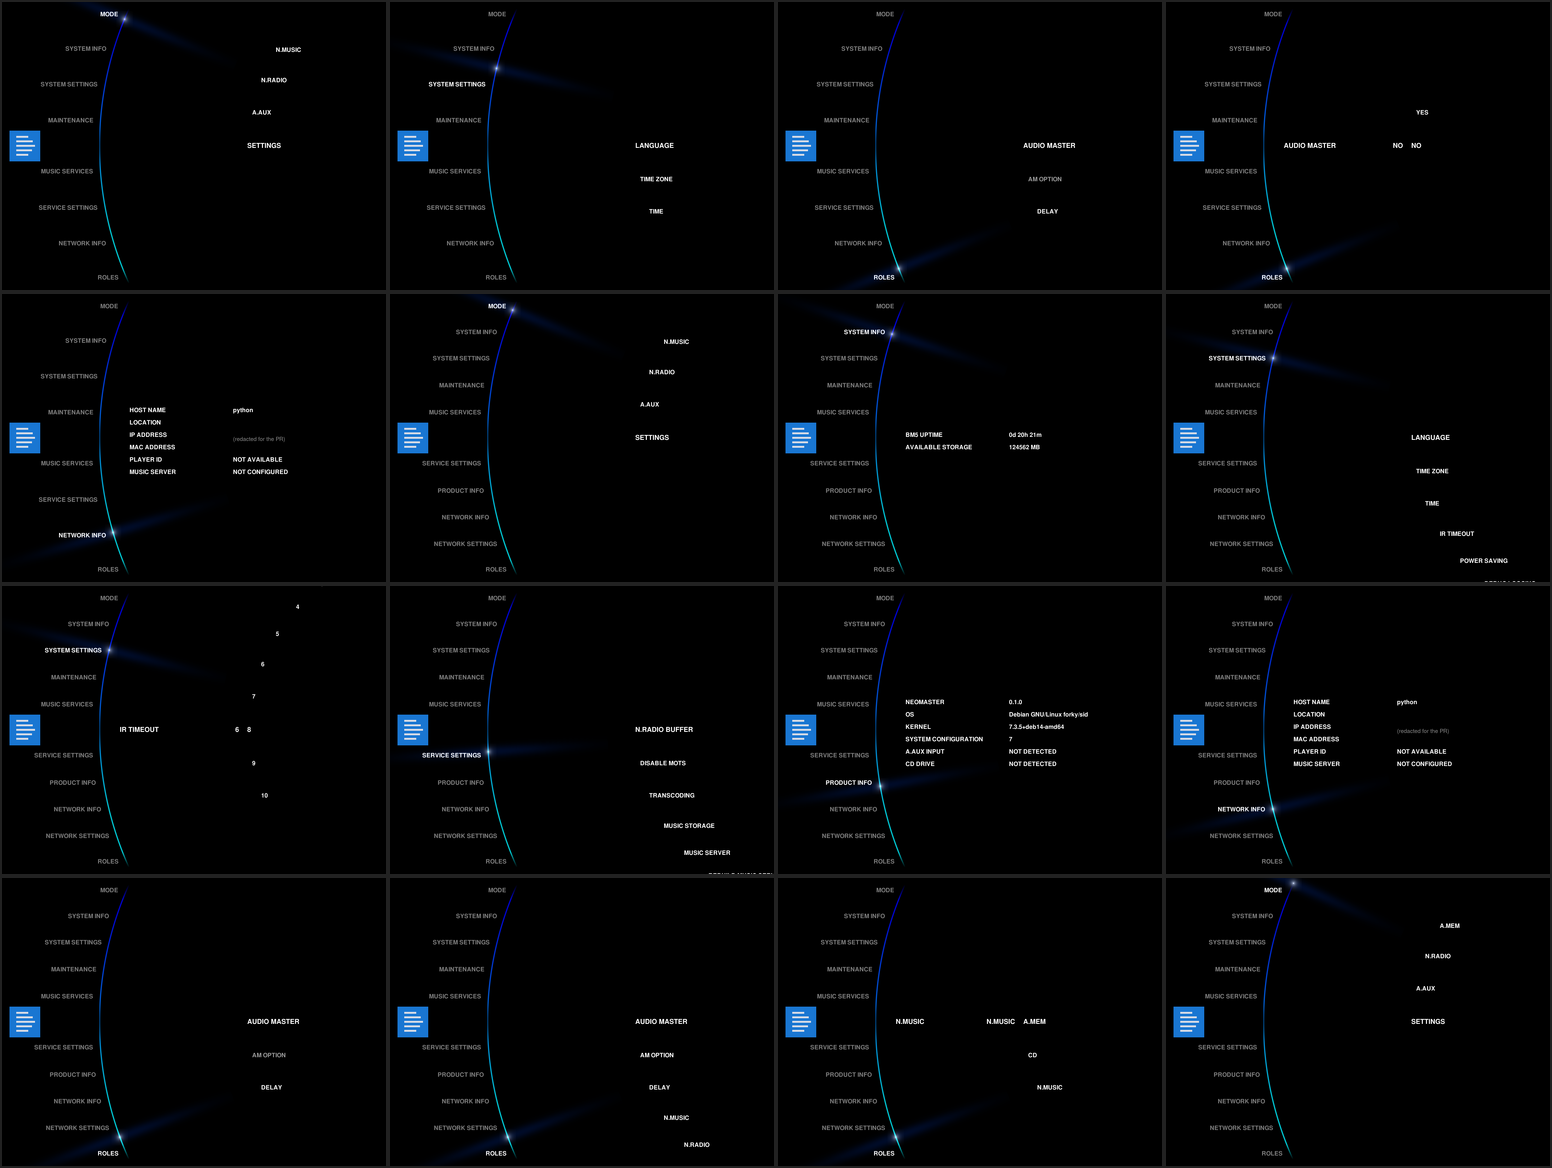 MODE
N.MUSIC
SYSTEM INFO
N.RADIO
SYSTEM SETTINGS
A.AUX
MAINTENANCE
SETTINGS
MUSIC SERVICES
SERVICE SETTINGS
NETWORK INFO
ROLES
MODE
SYSTEM INFO
SYSTEM SETTINGS
MAINTENANCE
LANGUAGE
MUSIC SERVICES
TIME ZONE
SERVICE SETTINGS
TIME
NETWORK INFO
ROLES
MODE
SYSTEM INFO
SYSTEM SETTINGS
MAINTENANCE
AUDIO MASTER
MUSIC SERVICES
AM OPTION
SERVICE SETTINGS
DELAY
NETWORK INFO
ROLES
MODE
SYSTEM INFO
SYSTEM SETTINGS
YES
MAINTENANCE
AUDIO MASTER NO NO
MUSIC SERVICES
SERVICE SETTINGS
NETWORK INFO
ROLES
MODE
SYSTEM INFO
SYSTEM SETTINGS
MAINTENANCE
HOST NAME python
LOCATION
IP ADDRESS
(redacted for the PR)
MAC ADDRESS
PLAYER ID NOT AVAILABLE
MUSIC SERVER NOT CONFIGURED
MUSIC SERVICES
SERVICE SETTINGS
NETWORK INFO
ROLES
MODE
SYSTEM INFO
N.MUSIC
SYSTEM SETTINGS
N.RADIO
MAINTENANCE
A.AUX
MUSIC SERVICES
SETTINGS
SERVICE SETTINGS
PRODUCT INFO
NETWORK INFO
NETWORK SETTINGS
ROLES
MODE
SYSTEM INFO
SYSTEM SETTINGS
MAINTENANCE
MUSIC SERVICES
BM5 UPTIME 0d 20h 21m
AVAILABLE STORAGE 124562 MB
SERVICE SETTINGS
PRODUCT INFO
NETWORK INFO
NETWORK SETTINGS
ROLES
MODE
SYSTEM INFO
SYSTEM SETTINGS
MAINTENANCE
MUSIC SERVICES
LANGUAGE
SERVICE SETTINGS
TIME ZONE
PRODUCT INFO
TIME
NETWORK INFO
IR TIMEOUT
NETWORK SETTINGS
POWER SAVING
ROLES
MODE
4
SYSTEM INFO
5
SYSTEM SETTINGS
6
MAINTENANCE
7
MUSIC SERVICES
IR TIMEOUT 6 8
SERVICE SETTINGS
9
PRODUCT INFO
10
NETWORK INFO
NETWORK SETTINGS
ROLES
MODE
SYSTEM INFO
SYSTEM SETTINGS
MAINTENANCE
MUSIC SERVICES
N.RADIO BUFFER
SERVICE SETTINGS
DISABLE MOTS
PRODUCT INFO
TRANSCODING
NETWORK INFO
MUSIC STORAGE
NETWORK SETTINGS
MUSIC SERVER
ROLES
MODE
SYSTEM INFO
SYSTEM SETTINGS
MAINTENANCE
MUSIC SERVICES
NEOMASTER 0.1.0
OS Debian GNU/Linux forky/sid
KERNEL 7.3.5+deb14-amd64
SYSTEM CONFIGURATION 7
A.AUX INPUT NOT DETECTED
CD DRIVE NOT DETECTED
SERVICE SETTINGS
PRODUCT INFO
NETWORK INFO
NETWORK SETTINGS
ROLES
MODE
SYSTEM INFO
SYSTEM SETTINGS
MAINTENANCE
MUSIC SERVICES
HOST NAME python
LOCATION
IP ADDRESS
(redacted for the PR)
MAC ADDRESS
PLAYER ID NOT AVAILABLE
MUSIC SERVER NOT CONFIGURED
SERVICE SETTINGS
PRODUCT INFO
NETWORK INFO
NETWORK SETTINGS
ROLES
MODE
SYSTEM INFO
SYSTEM SETTINGS
MAINTENANCE
MUSIC SERVICES
AUDIO MASTER
SERVICE SETTINGS
AM OPTION
PRODUCT INFO
DELAY
NETWORK INFO
NETWORK SETTINGS
ROLES
MODE
SYSTEM INFO
SYSTEM SETTINGS
MAINTENANCE
MUSIC SERVICES
AUDIO MASTER
SERVICE SETTINGS
AM OPTION
PRODUCT INFO
DELAY
NETWORK INFO
N.MUSIC
NETWORK SETTINGS
N.RADIO
ROLES
MODE
SYSTEM INFO
SYSTEM SETTINGS
MAINTENANCE
MUSIC SERVICES
N.MUSIC N.MUSIC A.MEM
SERVICE SETTINGS
CD
PRODUCT INFO
N.MUSIC
NETWORK INFO
NETWORK SETTINGS
ROLES
MODE
SYSTEM INFO
A.MEM
SYSTEM SETTINGS
N.RADIO
MAINTENANCE
A.AUX
MUSIC SERVICES
SETTINGS
SERVICE SETTINGS
PRODUCT INFO
NETWORK INFO
NETWORK SETTINGS
ROLES